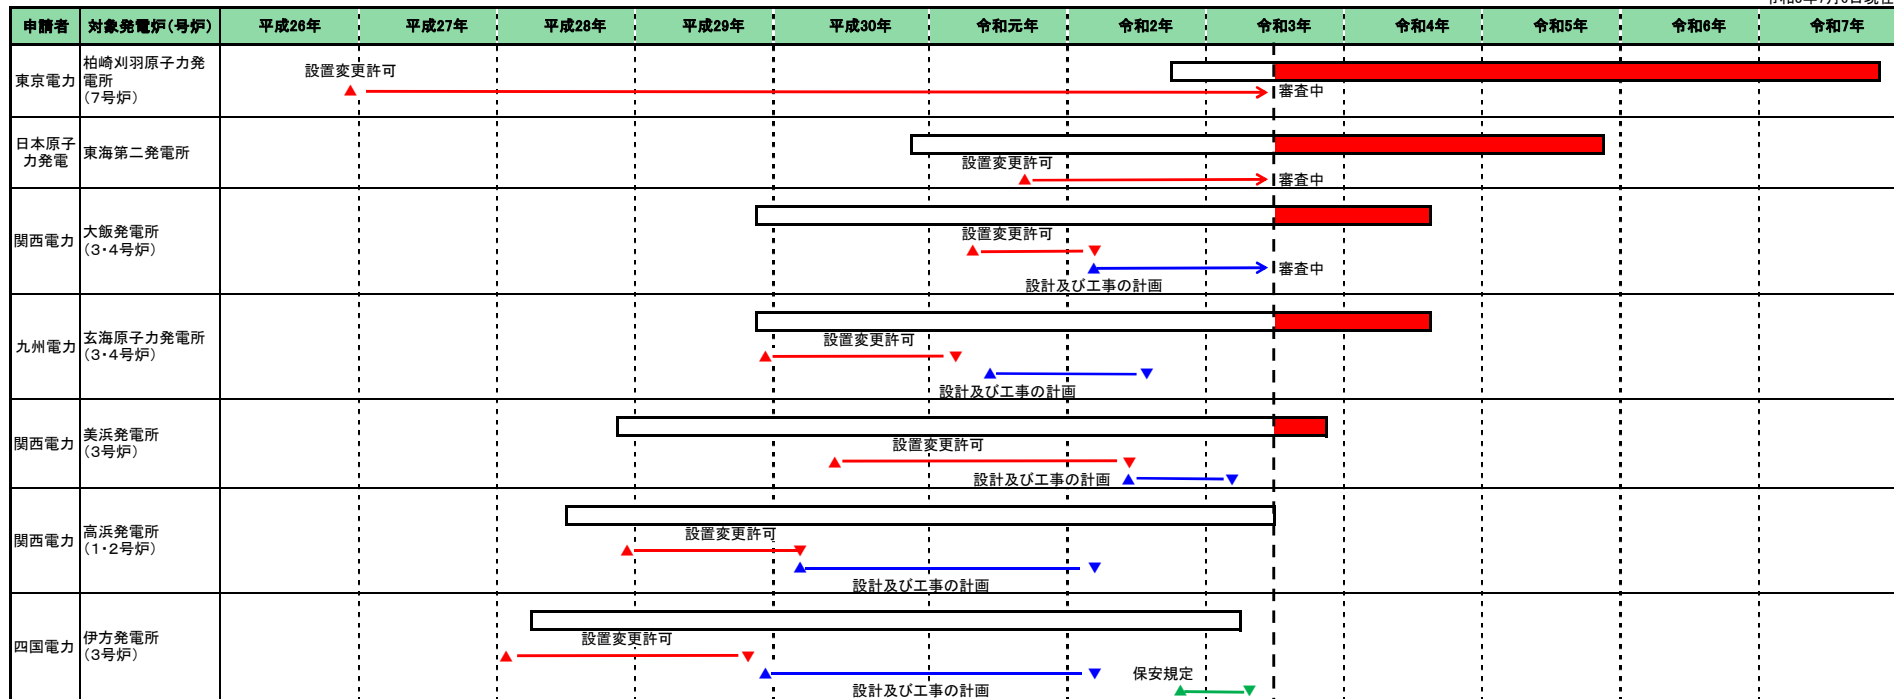 申請者 対象発電炉(号炉) 平成26年 平成27年 平成28年 平成29年 平成30年 令和元年 令和2年 令和3年 令和4年 令和5年 令和6年 令和7年
東京電力
柏崎刈羽原子力発
電所
(7号炉)
設置変更許可
審査中
日本原子
力発電
東海第二発電所
設置変更許可
審査中
関西電力
大飯発電所
(3・4号炉)
設置変更許可
審査中
設計及び工事の計画
九州電力
玄海原子力発電所
(3・4号炉)
設置変更許可
設計及び工事の計画
関西電力
美浜発電所
(3号炉)
設置変更許可
設計及び工事の計画
関西電力
高浜発電所
(1・2号炉)
設置変更許可
設計及び工事の計画
四国電力
伊方発電所
(3号炉)
設置変更許可
保安規定
設計及び工事の計画